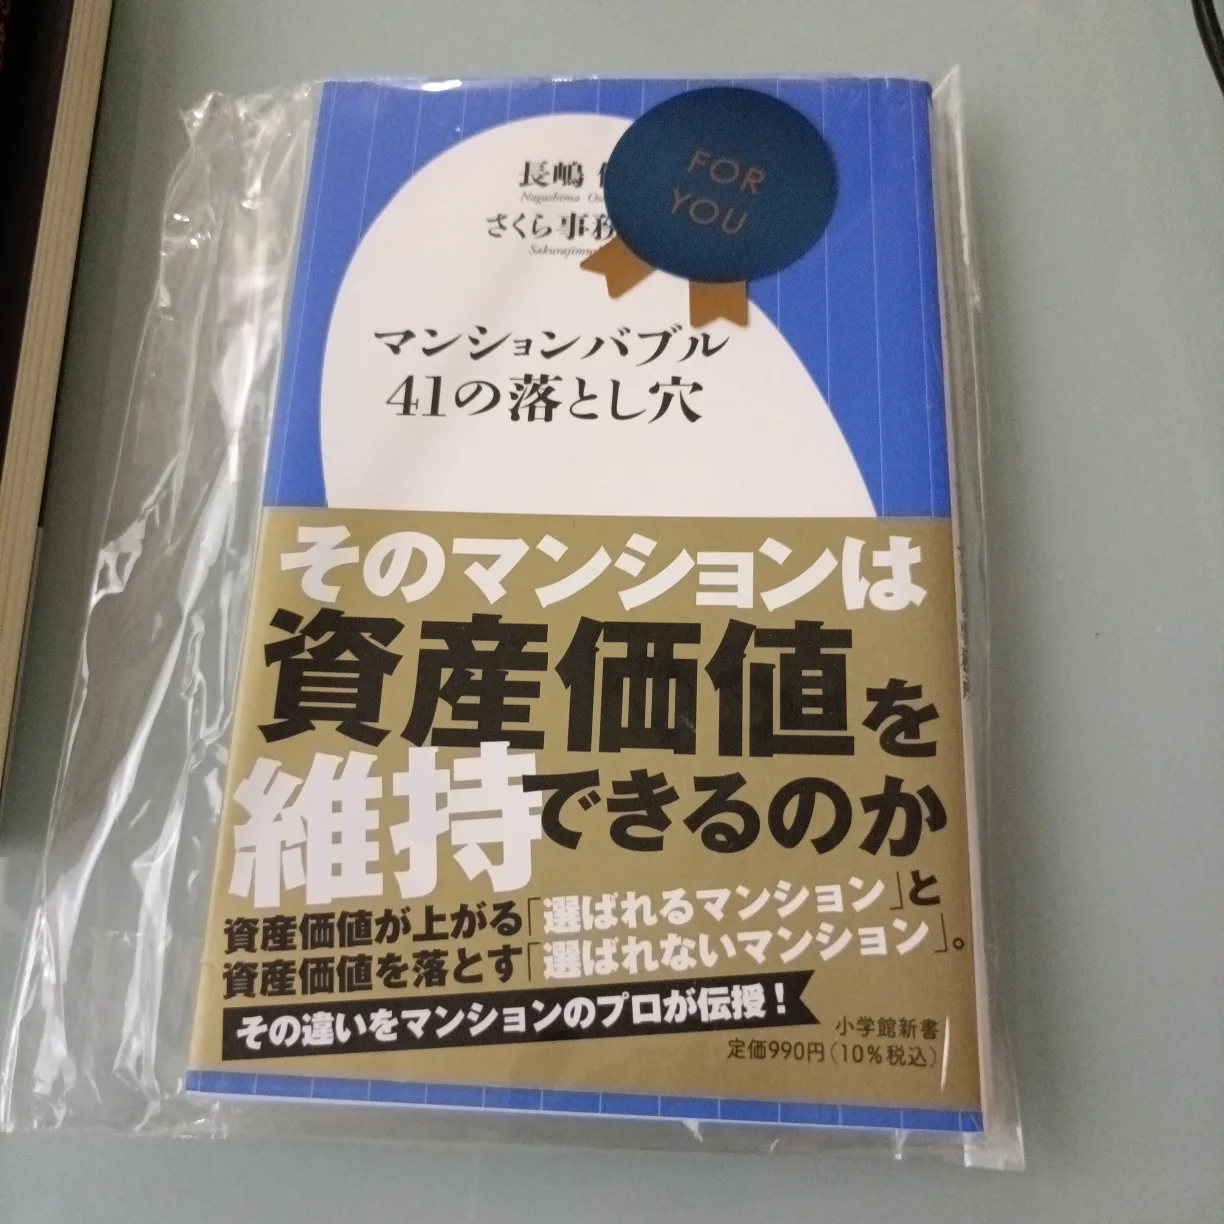 長嶋
Nagashima
さくら事務
FOR
YOU
マンションバブル
41の落とし穴
そのマンションは
資産価値を
維持できるのか
資産価値が上がる「選ばれるマンション」と
資産価値を落とす「選ばれないマンション」。
その違いをマンションのプロが伝授！
小学館新書
定価990円（10%税込）